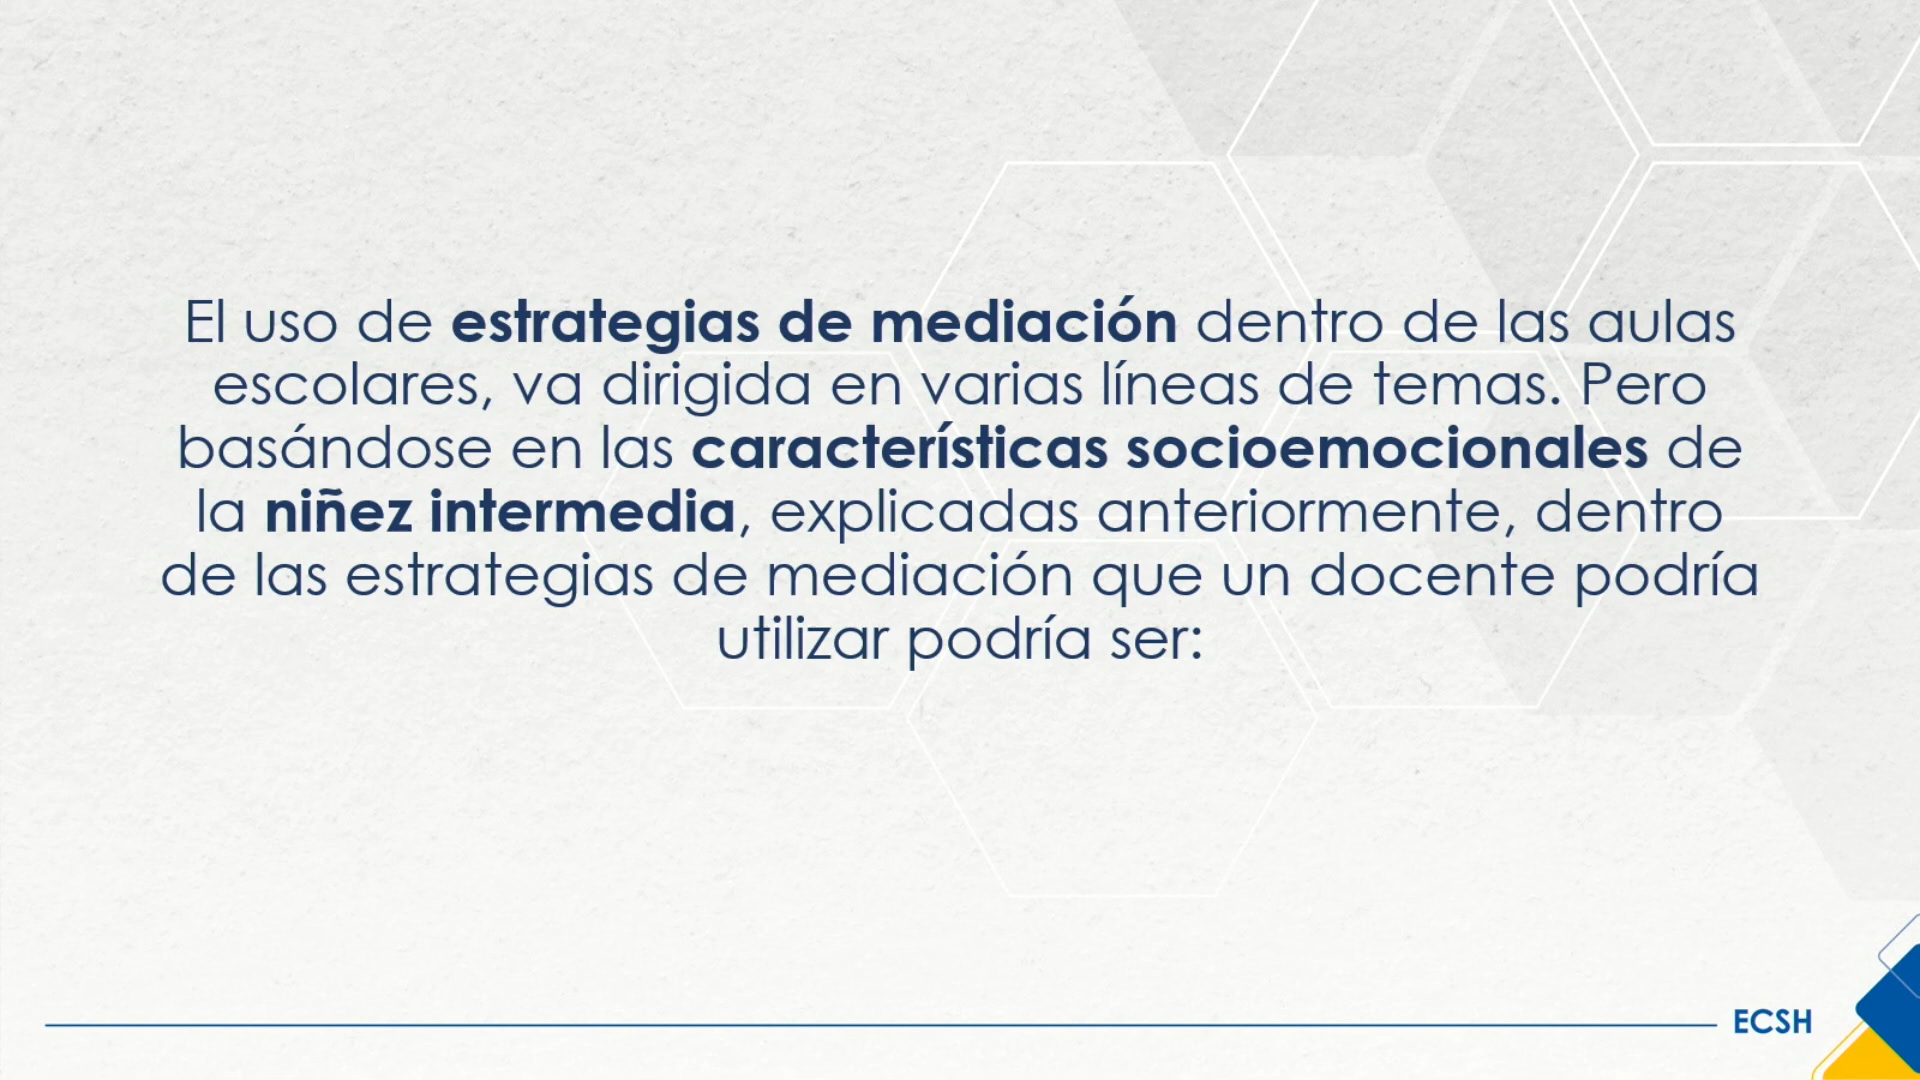 El uso de estrategias de mediación dentro de las aulas
escolares, va dirigida en varias líneas de temas. Pero
basándose en las características socioemocionales de
la niñez intermedia, explicadas anteriormente, dentro
de las estrategias de mediación que un docente podría
utilizar podría ser:
ECSH